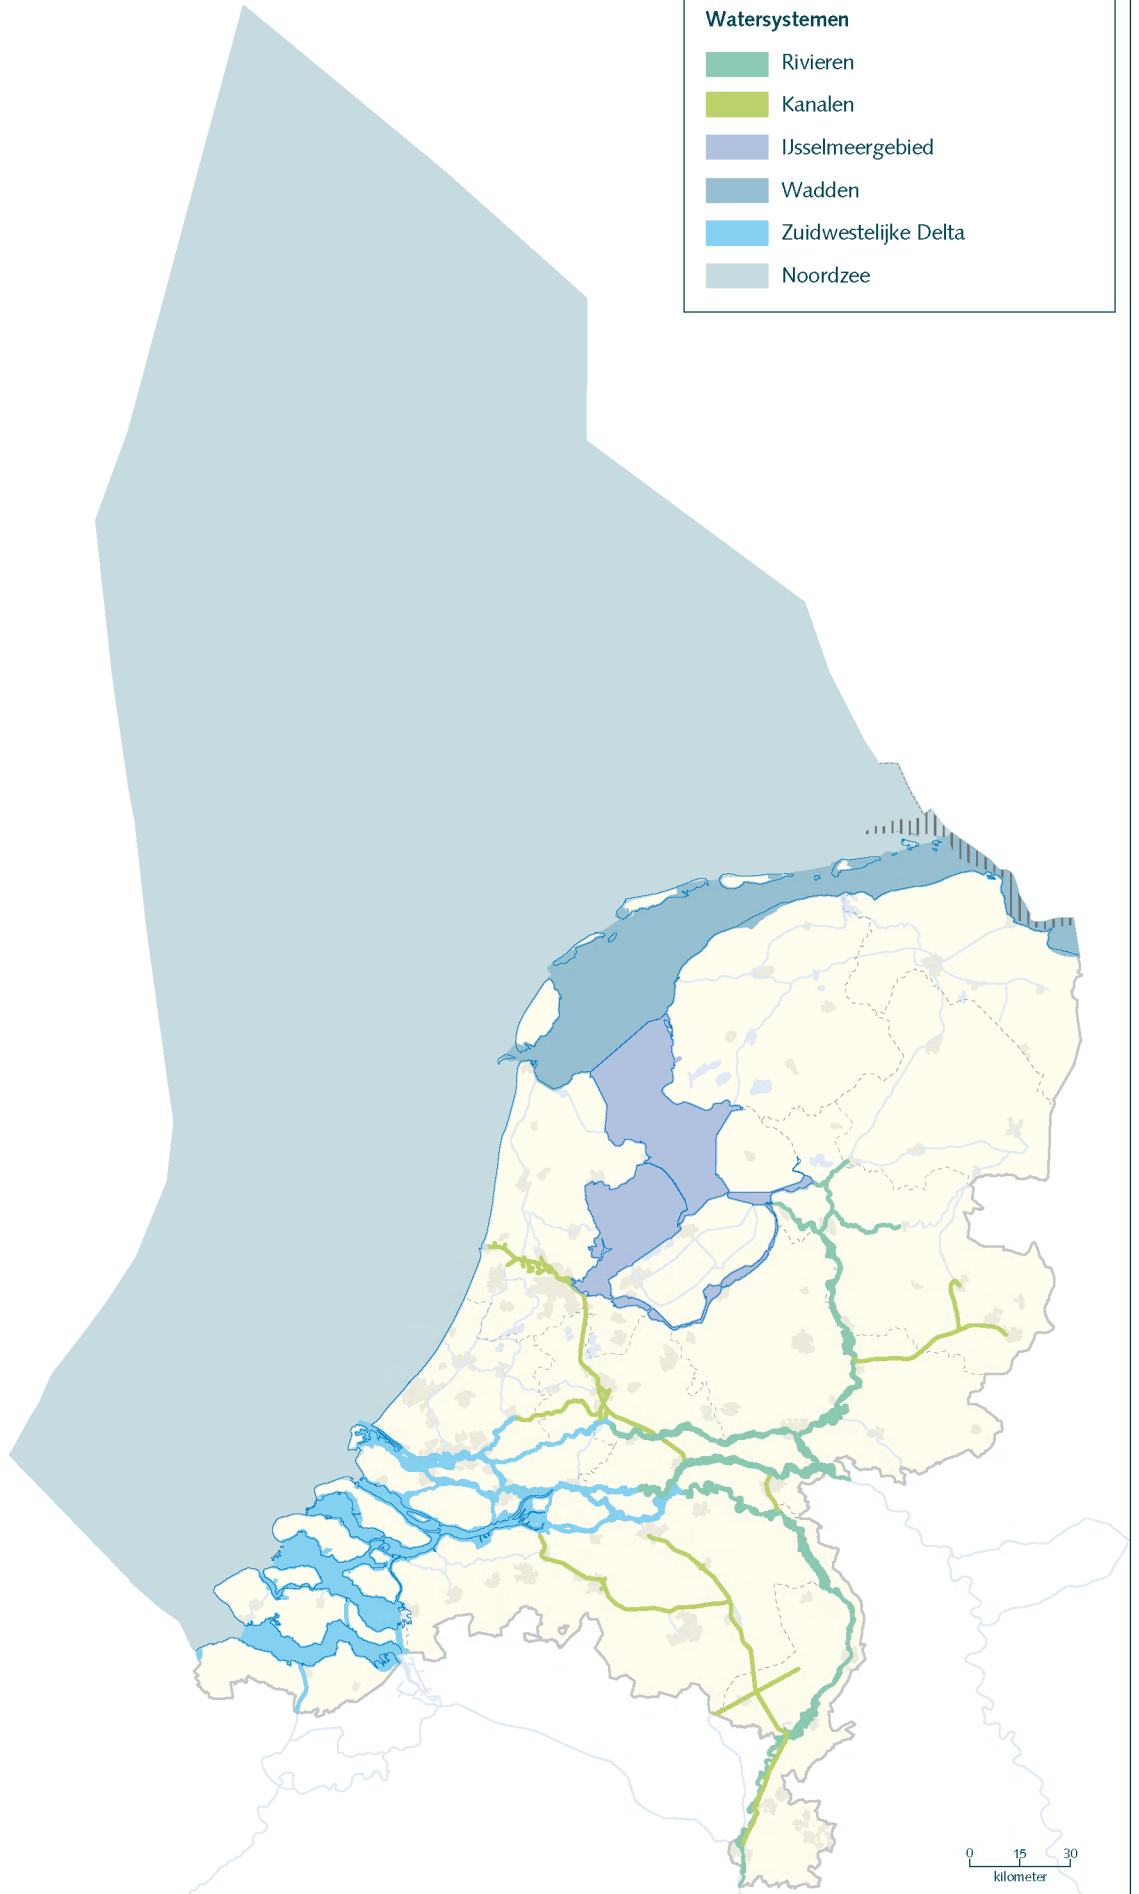 Watersystemen
Rivieren
Kanalen
IJsselmeergebied
Wadden
Zuidwestelijke Delta
Noordzee
0 15 30
kilometer